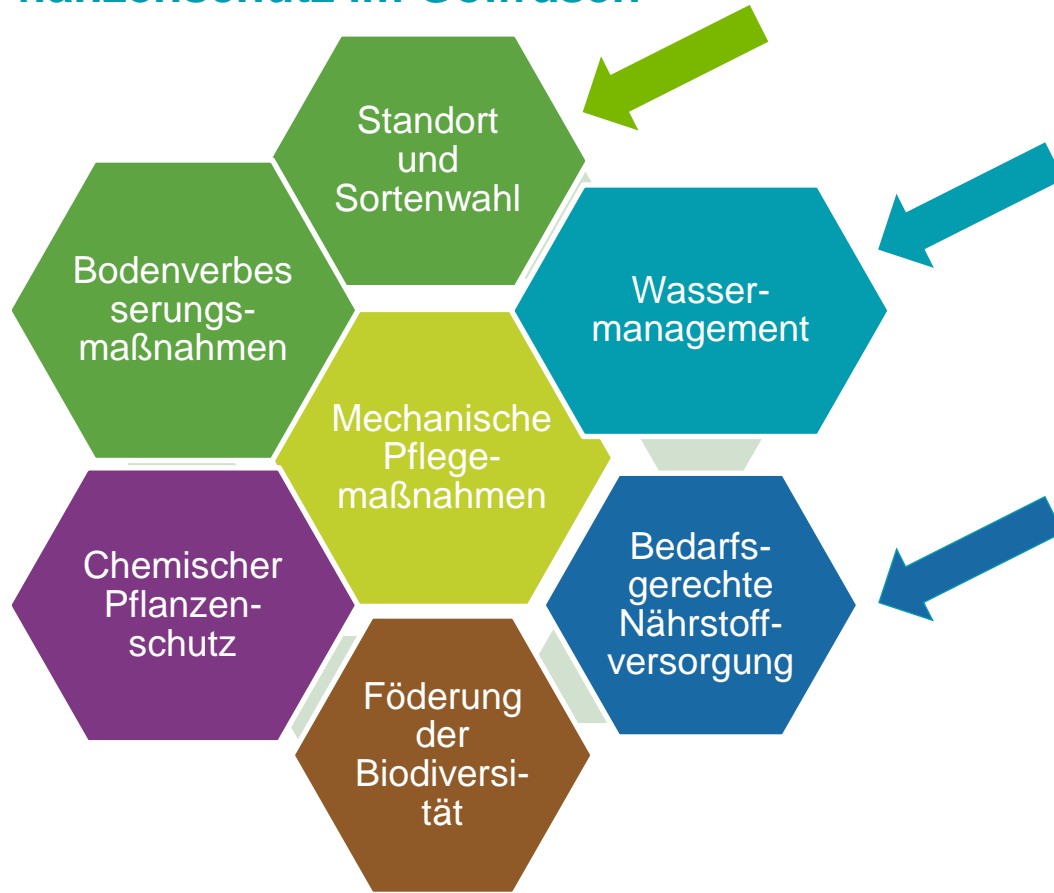 Standort
und
Sortenwahl
Bodenverbes
serungs-
maßnahmen
Wasser-
management
Mechanische
Pflege-
maßnahmen
Chemischer
Pflanzen-
schutz
Bedarfs-
gerechte
Nährstoff-
versorgung
Föderung
der
Biodiversi-
tät